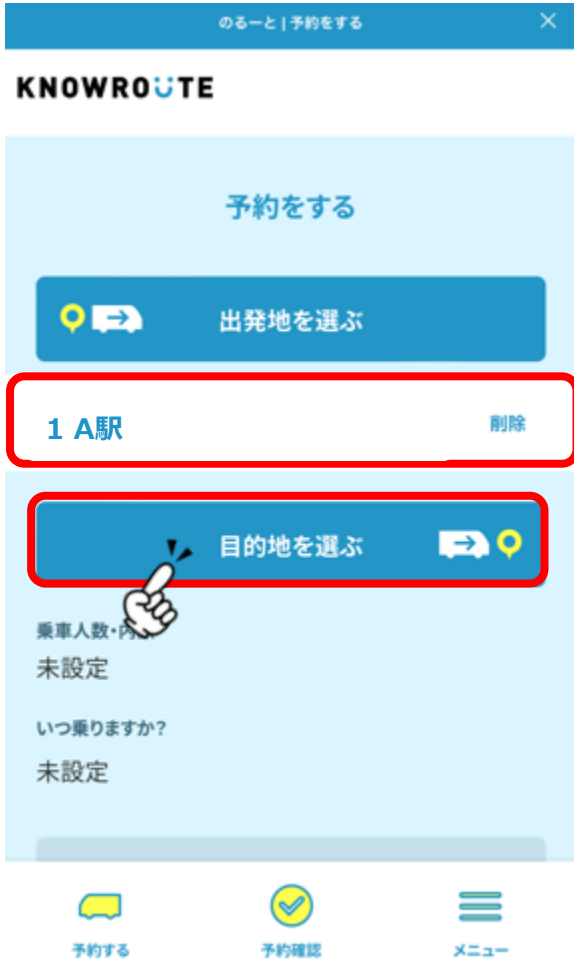 のるーと | 予約をする
KNOWROUTE
予約をする
出発地を選ぶ
1 A駅
削除
目的地を選ぶ
乗車人数・内
未設定
いつ乗りますか?
未設定
予約する
予約確認
メニュー